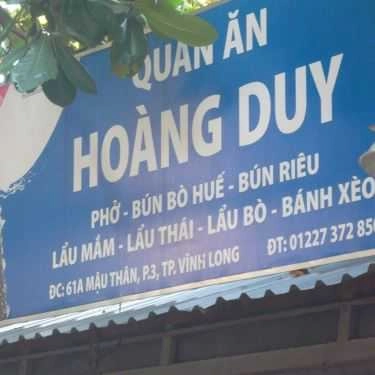 QUÁN ĂN
HOÀNG DUY
PHỞ - BÚN BÒ HUẾ - BÚN RIÊU
LẨU MẮM - LẨU THÁI - LẨU BÒ - BÁNH XÈO
ĐC: 61A MẬU THÂN, P.3, TP. VĨNH LONG ĐT: 01227 372 850